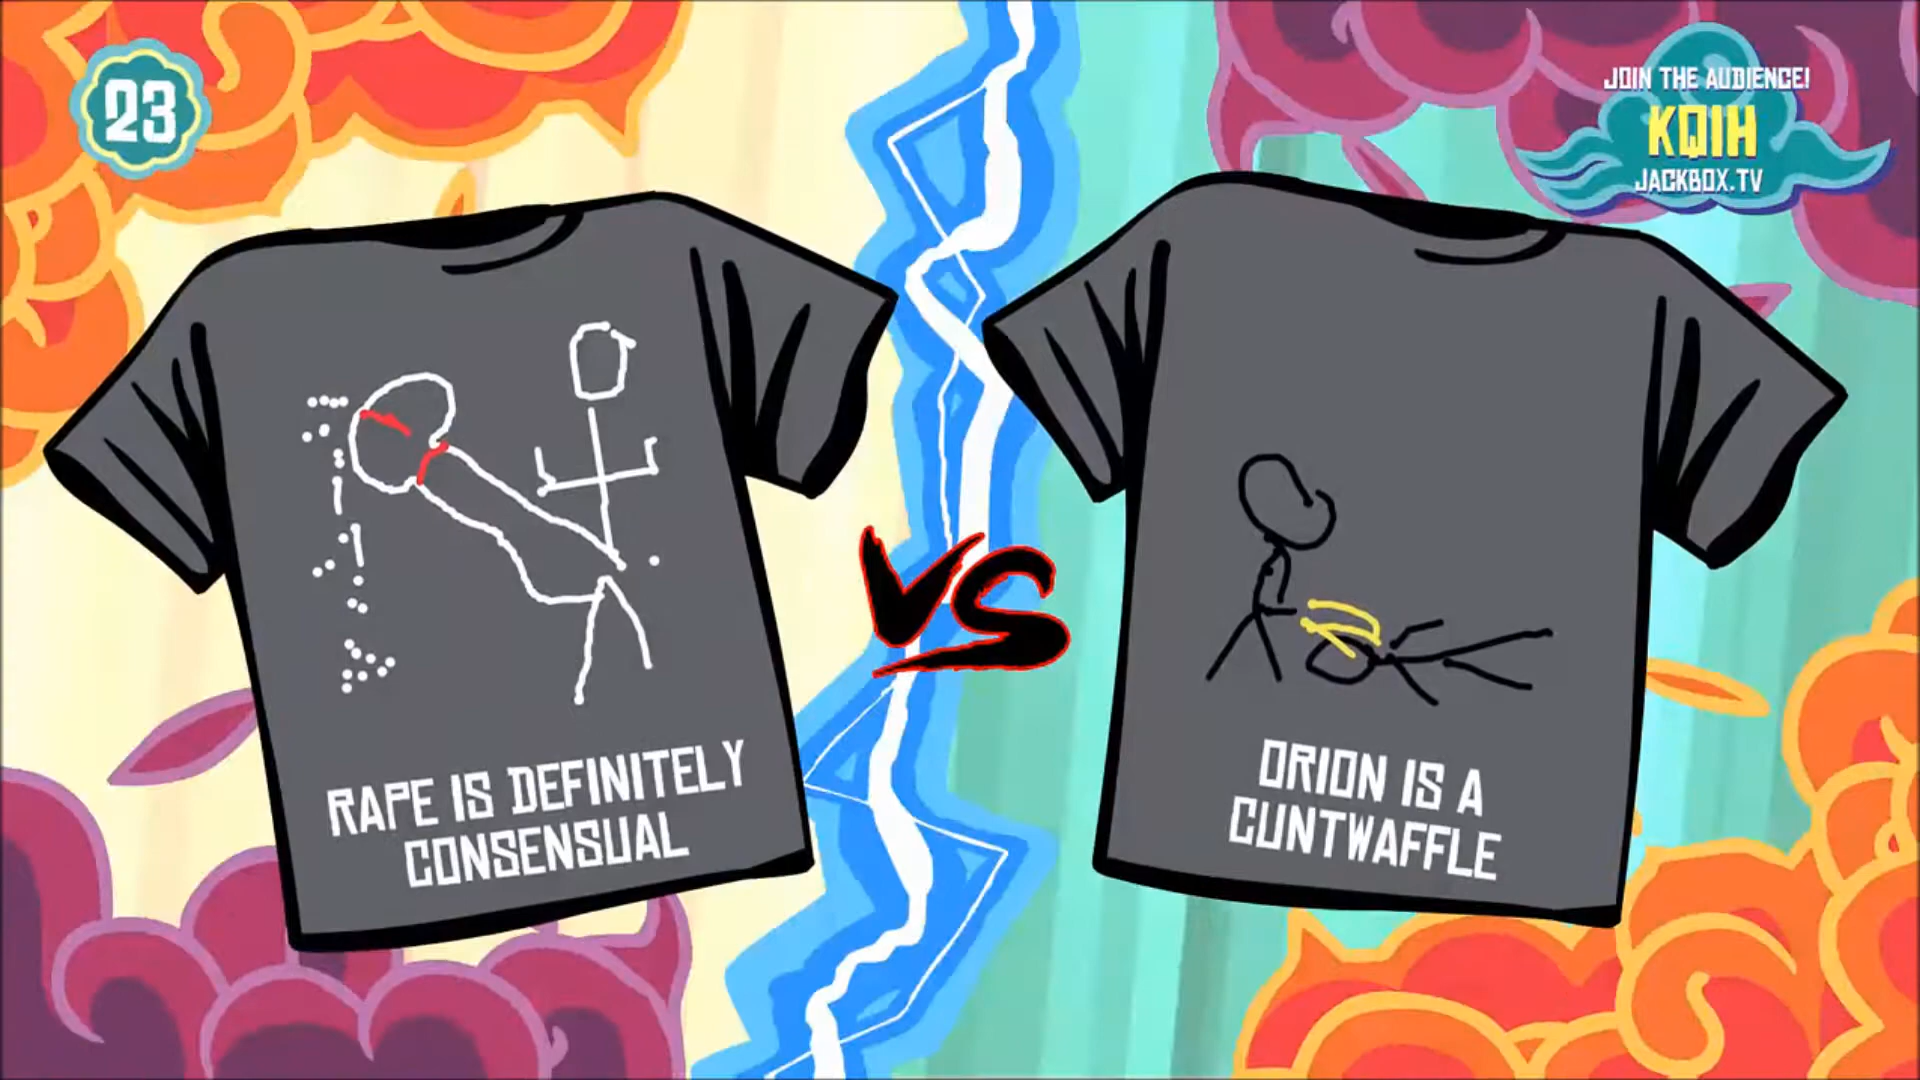 23
JOIN THE AUDIENCE!
KQIH
JACKBOX.TV
VS
RAPE IS DEFINITELY
CONSENSUAL
ORION IS A
CUNTWAFFLE